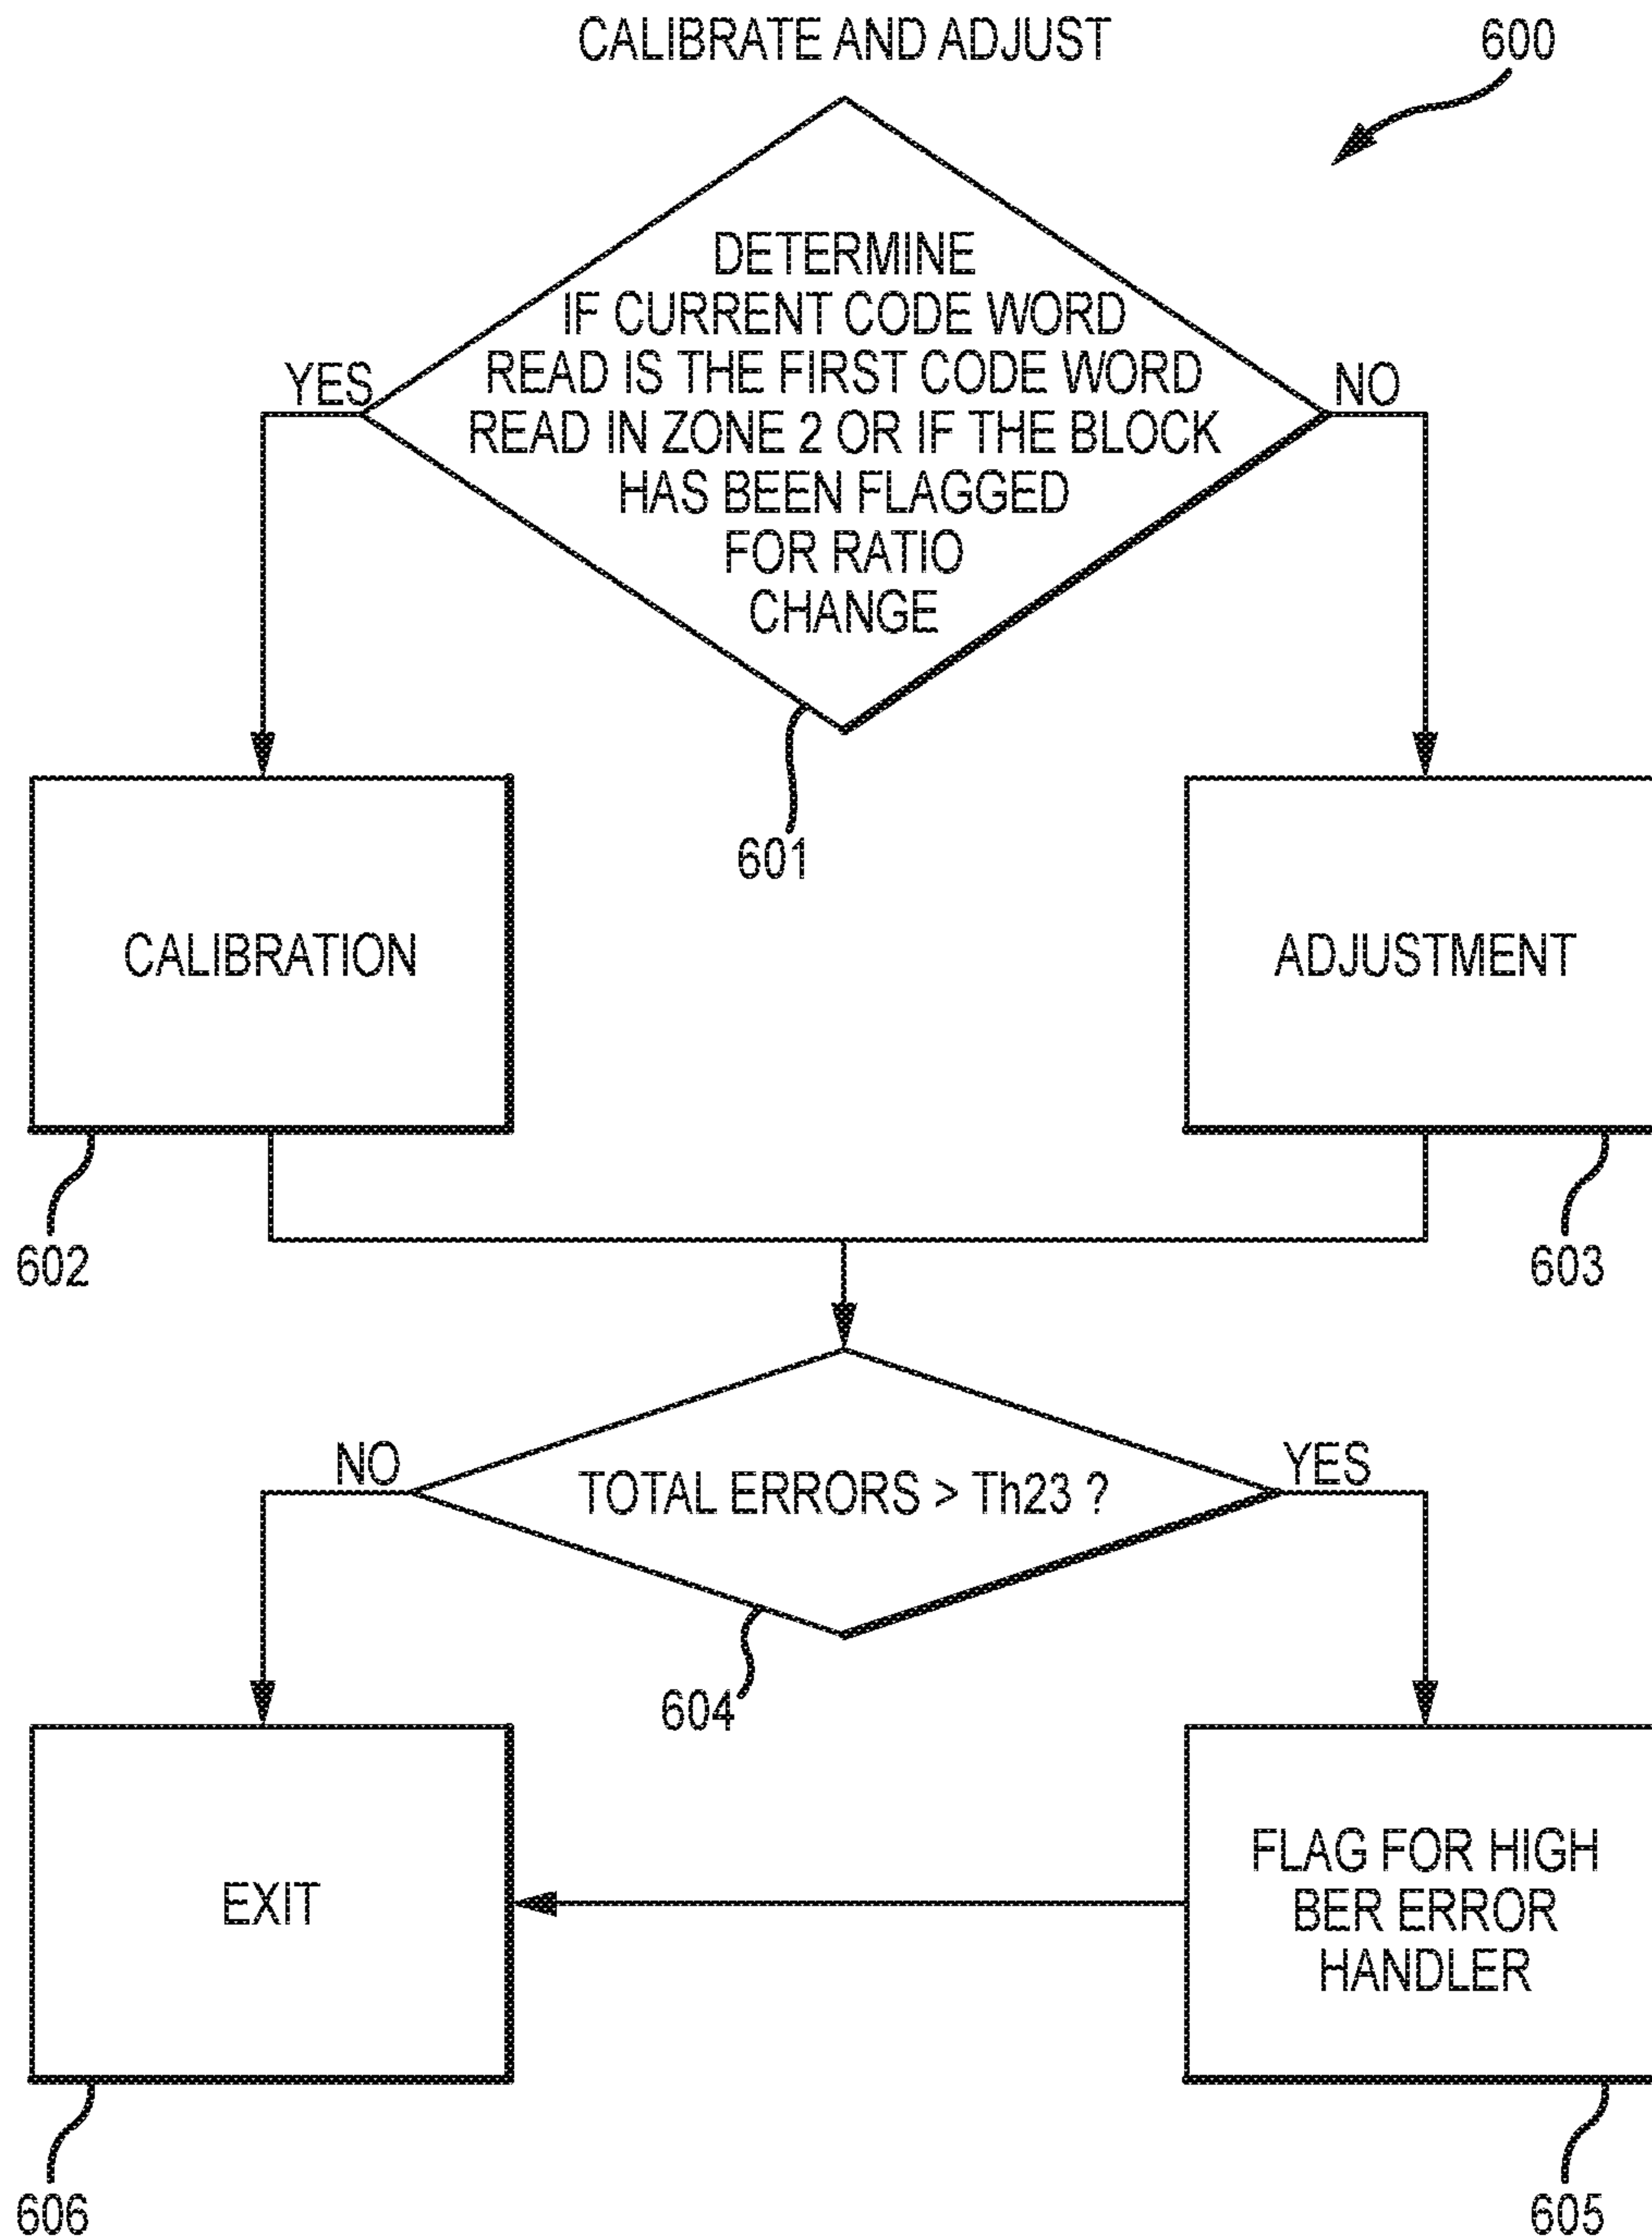 CALIBRATE AND ADJUST
600
DETERMINE
IF CURRENT CODE WORD
READ IS THE FIRST CODE WORD
READ IN ZONE 2 OR IF THE BLOCK
HAS BEEN FLAGGED
FOR RATIO
CHANGE
YES
NO
601
CALIBRATION
ADJUSTMENT
602
603
NO
TOTAL ERRORS > Th23 ?
YES
604
EXIT
FLAG FOR HIGH
BER ERROR
HANDLER
606
605